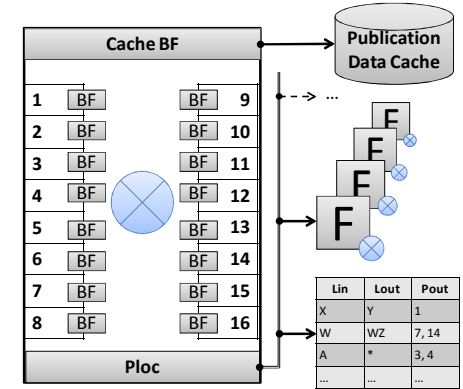 Cache BF
Publication
Data Cache
1 BF BF 9
2 BF BF 10
3 BF BF 11
4 BF BF 12
5 BF BF 13
6 BF BF 14
7 BF BF 15
8 BF BF 16
Ploc
...
F
F
F
F
Lin Lout Pout
X Y 1
W WZ 7, 14
A * 3, 4
... ... ...